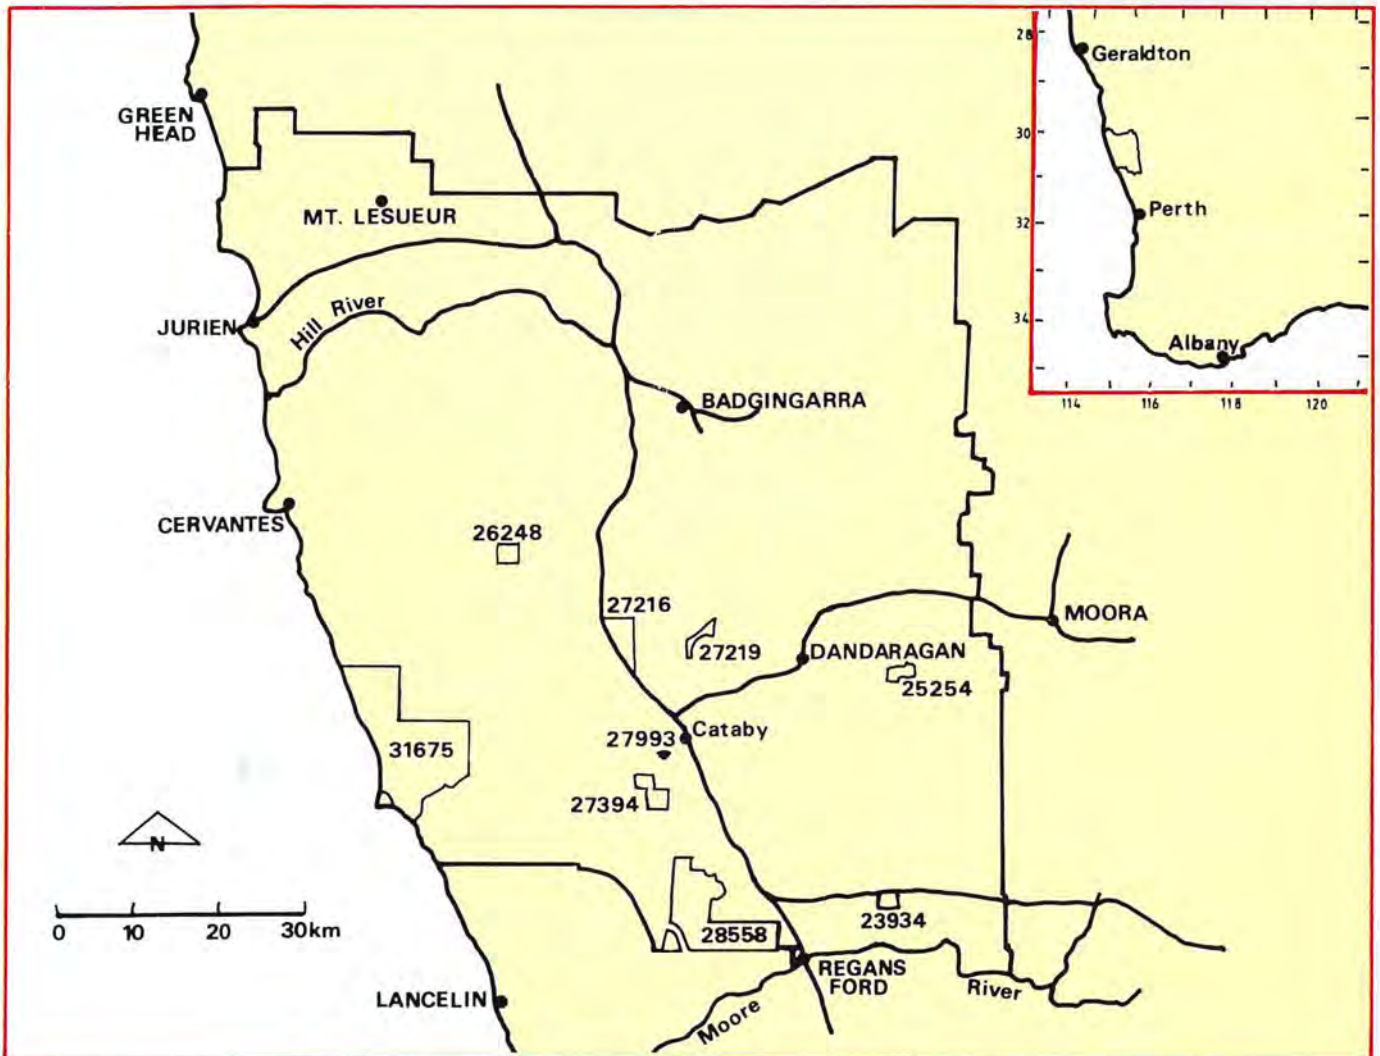 GREEN
HEAD
MT. LESUEUR
JURIEN
Hill River
BADGINGARRA
CERVANTES
26248
27216
27219
DANDARAGAN
25254
MOORA
31675
27993
Cataby
27394
N
0 10 20 30km
28558
23934
REGANS
FORD
LANCELIN
Moore
River
28
Geraldton
30
Perth
32
34
Albany
114 116 118 120